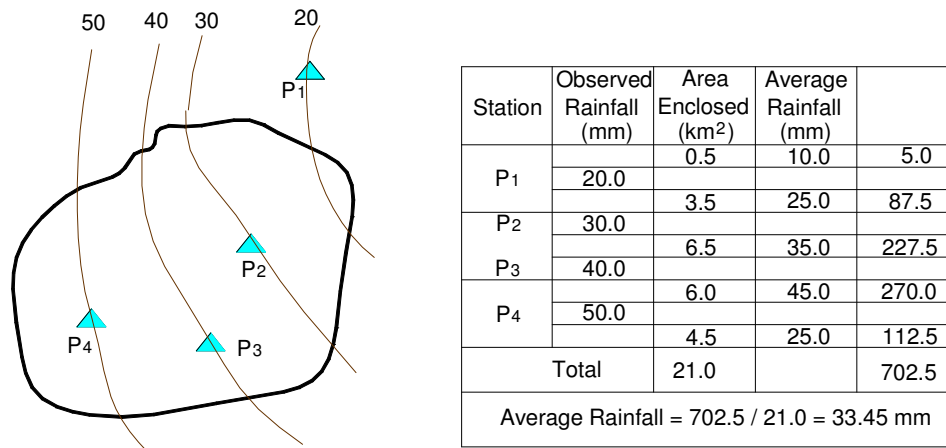 50 40 30 20
P1
P2
P4 P3
Station Observed Rainfall (mm) Area Enclosed (km²) Average Rainfall (mm)
0.5 10.0 5.0
P1 20.0
3.5 25.0 87.5
P2 30.0
6.5 35.0 227.5
P3 40.0
6.0 45.0 270.0
P4 50.0
4.5 25.0 112.5
Total 21.0 702.5
Average Rainfall = 702.5 / 21.0 = 33.45 mm